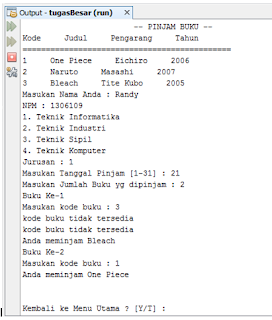 Output - tugasBesar (run)
-- PINJAM BUKU --
Kode Judul Pengarang Tahun
==============================================
1 One Piece Eichiro 2006
2 Naruto Masashi 2007
3 Bleach Tite Kubo 2005
Masukan Nama Anda : Randy
NPM : 1306109
1. Teknik Informatika
2. Teknik Industri
3. Teknik Sipil
4. Teknik Komputer
Jurusan : 1
Masukan Tanggal Pinjam [1-31] : 21
Masukan Jumlah Buku yg dipinjam : 2
Buku Ke-1
Masukan kode buku : 3
kode buku tidak tersedia
kode buku tidak tersedia
Anda meminjam Bleach
Buku Ke-2
Masukan kode buku : 1
Anda meminjam One Piece
Kembali ke Menu Utama ? [Y/T] :